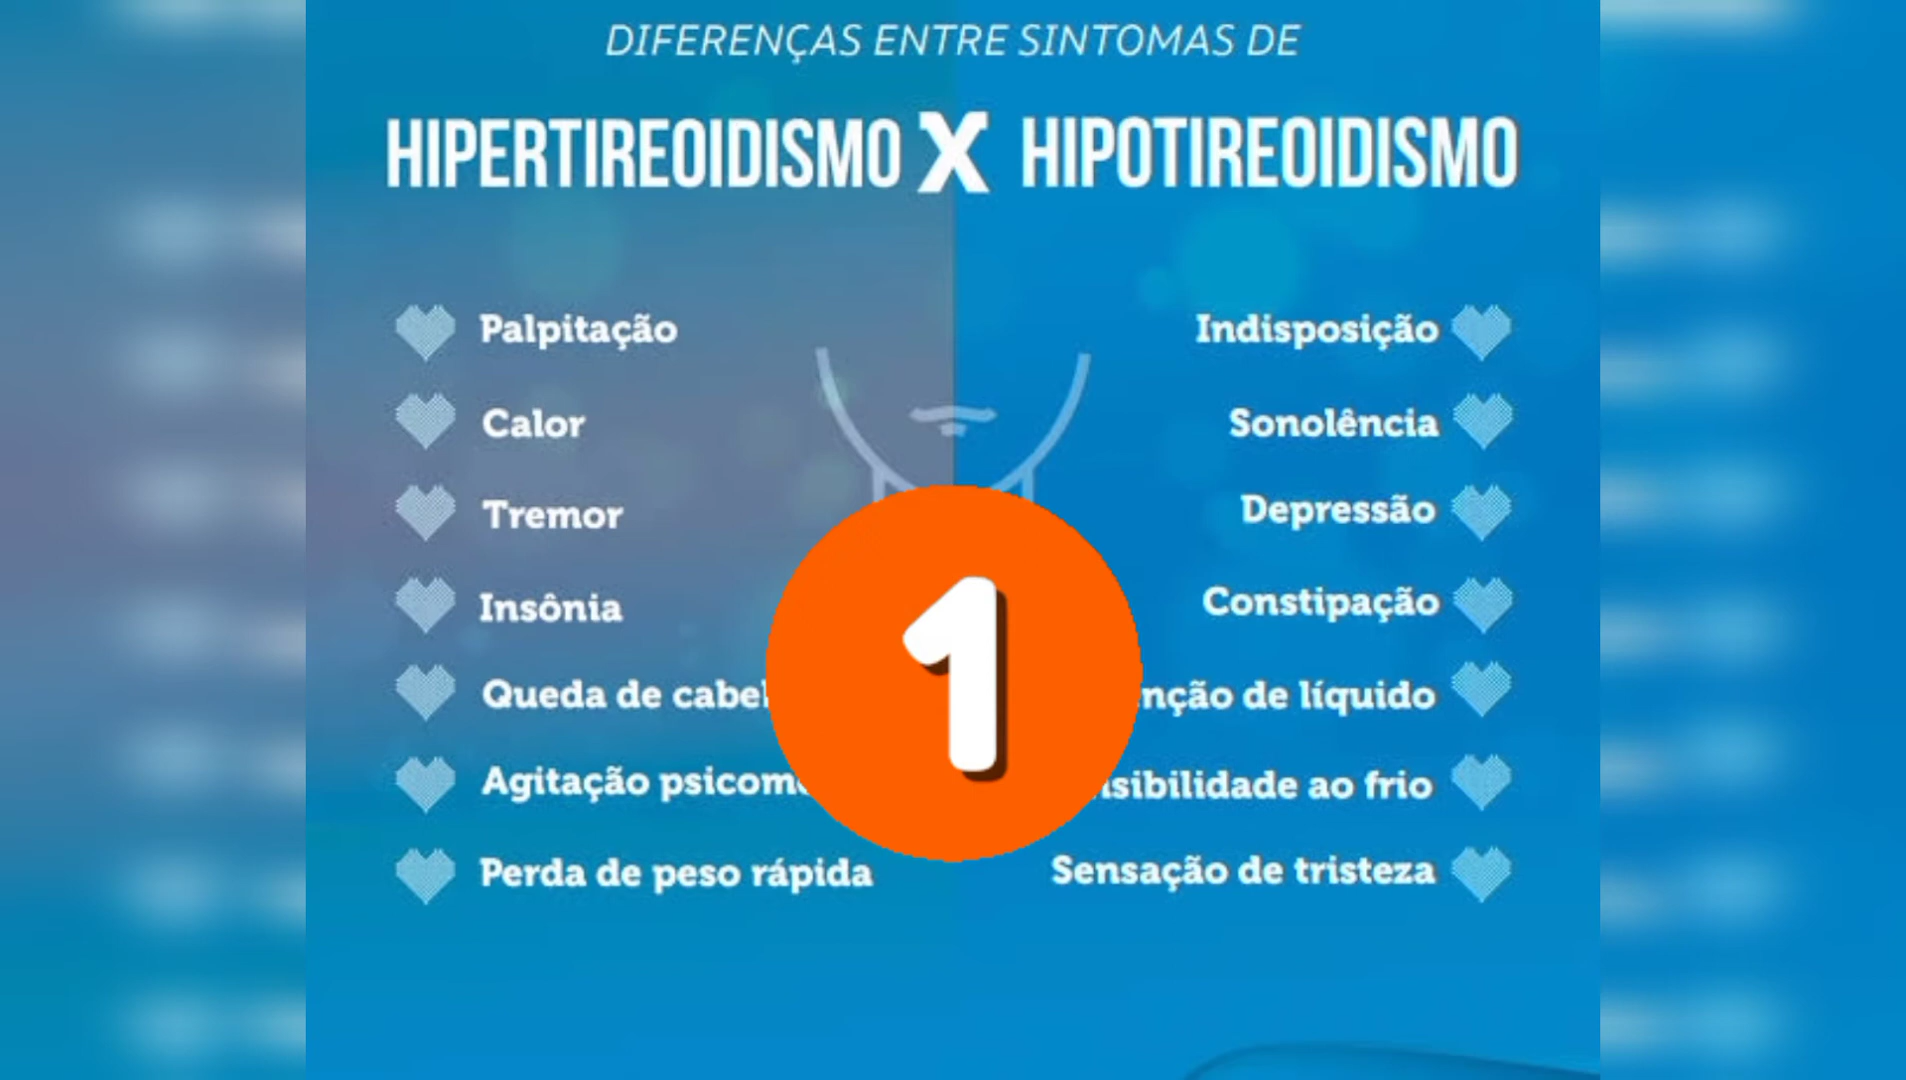 DIFERENÇAS ENTRE SINTOMAS DE
HIPERTIREOIDISMO X HIPOTIREOIDISMO
Palpitação
Calor
Tremor
Insônia
Queda de
Agitação
Perda de peso rápida
Indisposição
Sonolência
Depressão
Constipação
de líquido
ao frio
Sensação de tristeza
1